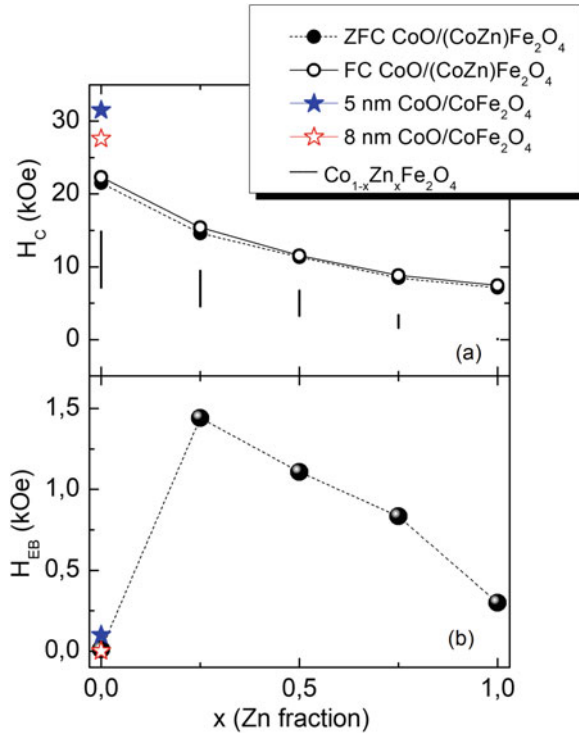 ZFC CoO/(CoZn)Fe₂O₄
FC CoO/(CoZn)Fe₂O₄
5 nm CoO/CoFe₂O₄
8 nm CoO/CoFe₂O₄
Co₁₋ₓZnₓFe₂O₄
30
20
10
0
H_C (kOe)
(a)
1,5
1,0
0,5
0,0
H_EB (kOe)
(b)
0,0 0,5 1,0
x (Zn fraction)